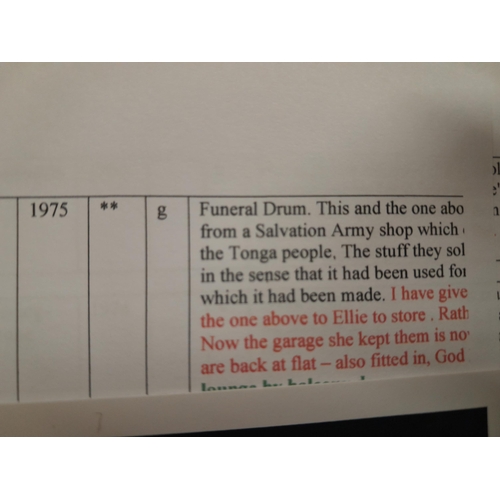 1975 ** g Funeral Drum. This and the one abo
from a Salvation Army shop which
the Tonga people, The stuff they sol
in the sense that it had been used for
which it had been made. I have give
the one above to Ellie to store . Rath
Now the garage she kept them is no
are back at flat – also fitted in, God
lounge by